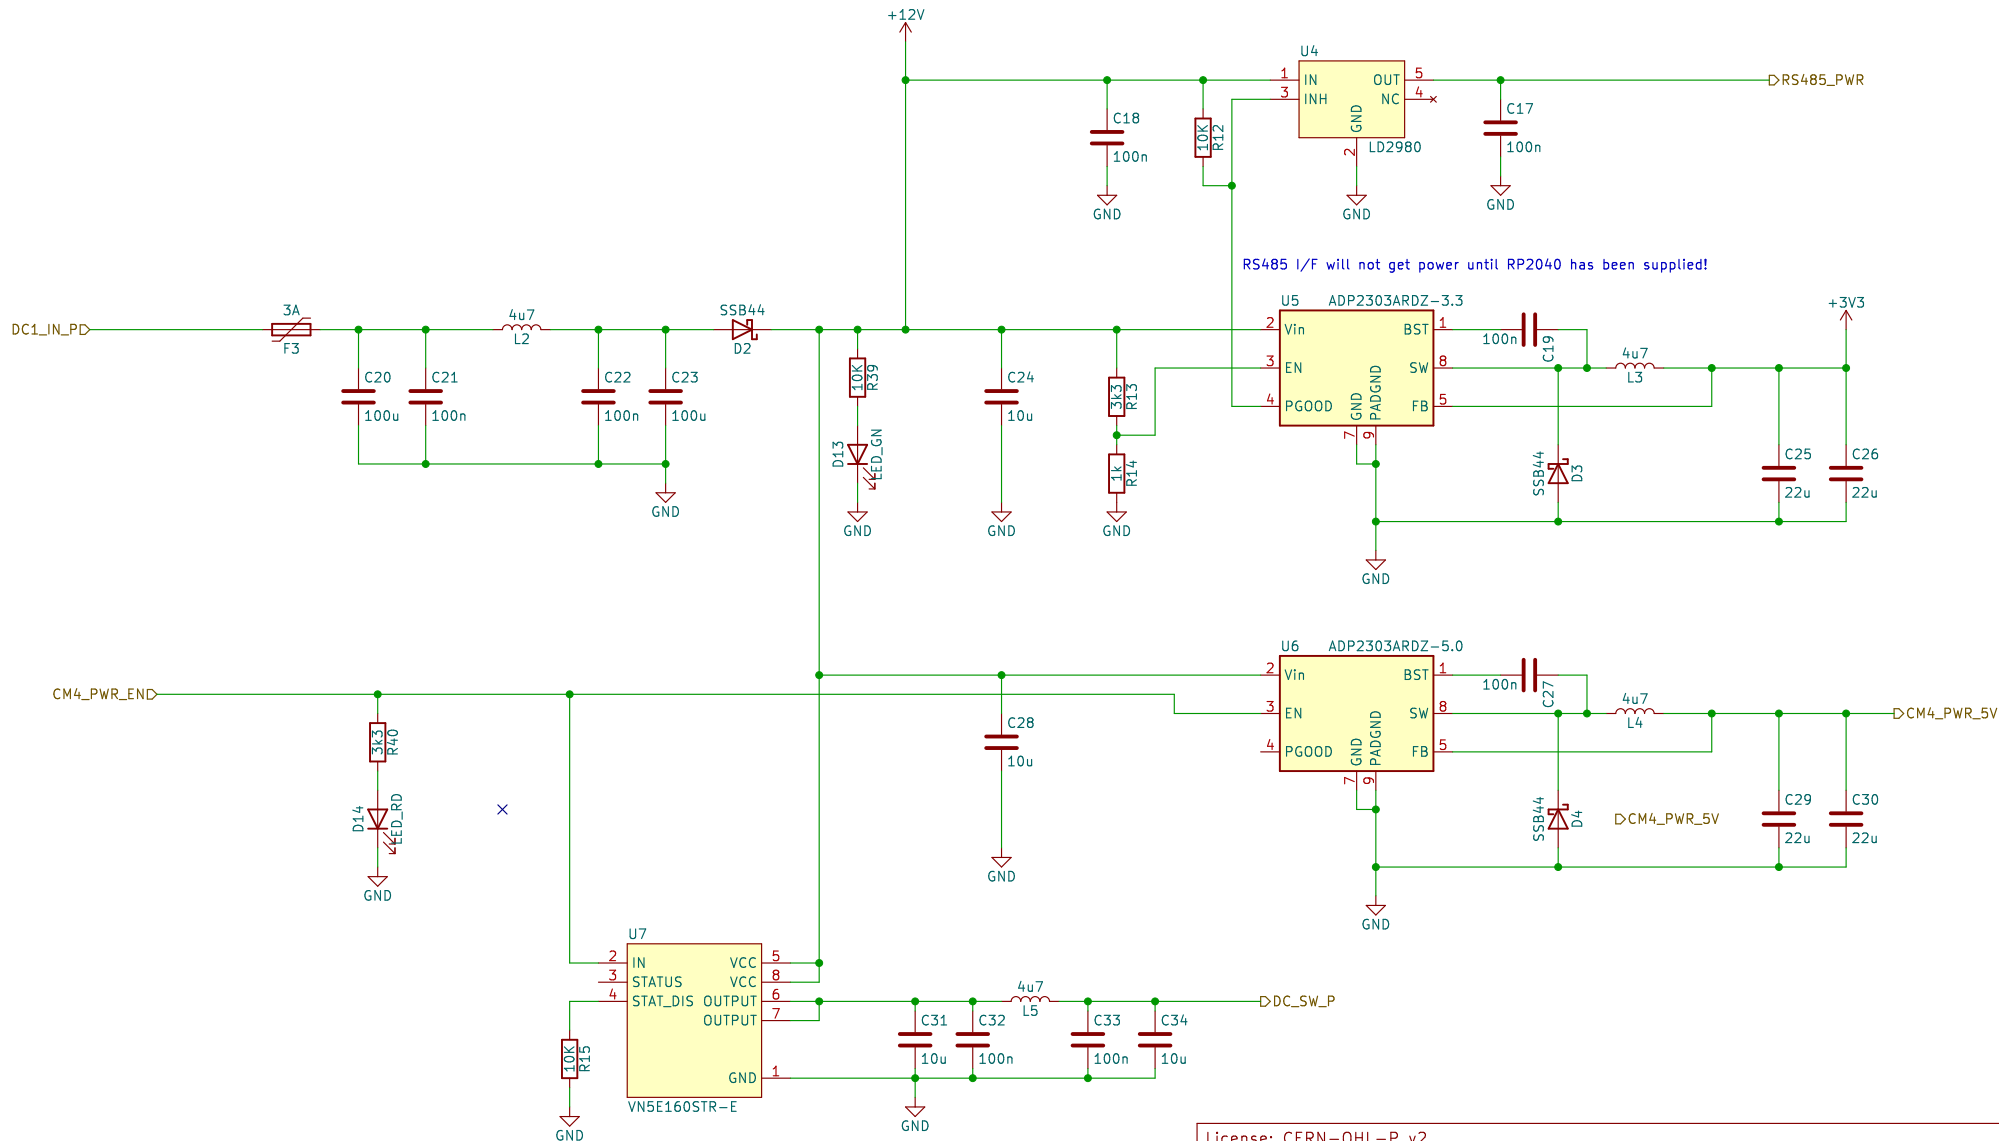 +12V
U4
1 IN OUT 5
3 INH NC 4
GND
2
LD2980
RS485_PWR
C18
100n
GND
10K
R12
GND
C17
100n
GND
RS485 I/F will not get power until RP2040 has been supplied!
DC1_IN_P
3A
F3
4u7
L2
SSB44
D2
C20
100u
C21
100n
C22
100n
C23
100u
GND
10K
R39
D13
LED_GN
GND
C24
10u
GND
3k3
R13
1k
R14
GND
U5 ADP2303ARDZ-3.3
2 Vin BST 1
3 EN SW 8
4 PGOOD FB 5
GND
PADGND
7
9
100n
C19
4u7
L3
+3V3
SSB44
D3
C25
22u
C26
22u
GND
CM4_PWR_EN
3k3
R40
D14
LED_RD
GND
C28
10u
GND
U6 ADP2303ARDZ-5.0
2 Vin BST 1
3 EN SW 8
4 PGOOD FB 5
GND
PADGND
7
9
100n
C27
4u7
L4
CM4_PWR_5V
SSB44
D4
CM4_PWR_5V
C29
22u
C30
22u
GND
U7
2 IN VCC 5
3 STATUS VCC 8
4 STAT_DIS OUTPUT 6
OUTPUT 7
GND 1
VN5E160STR-E
10K
R15
GND
C31
10u
C32
100n
4u7
L5
C33
100n
C34
10u
DC_SW_P
GND
License: CERN-OHL-P v2